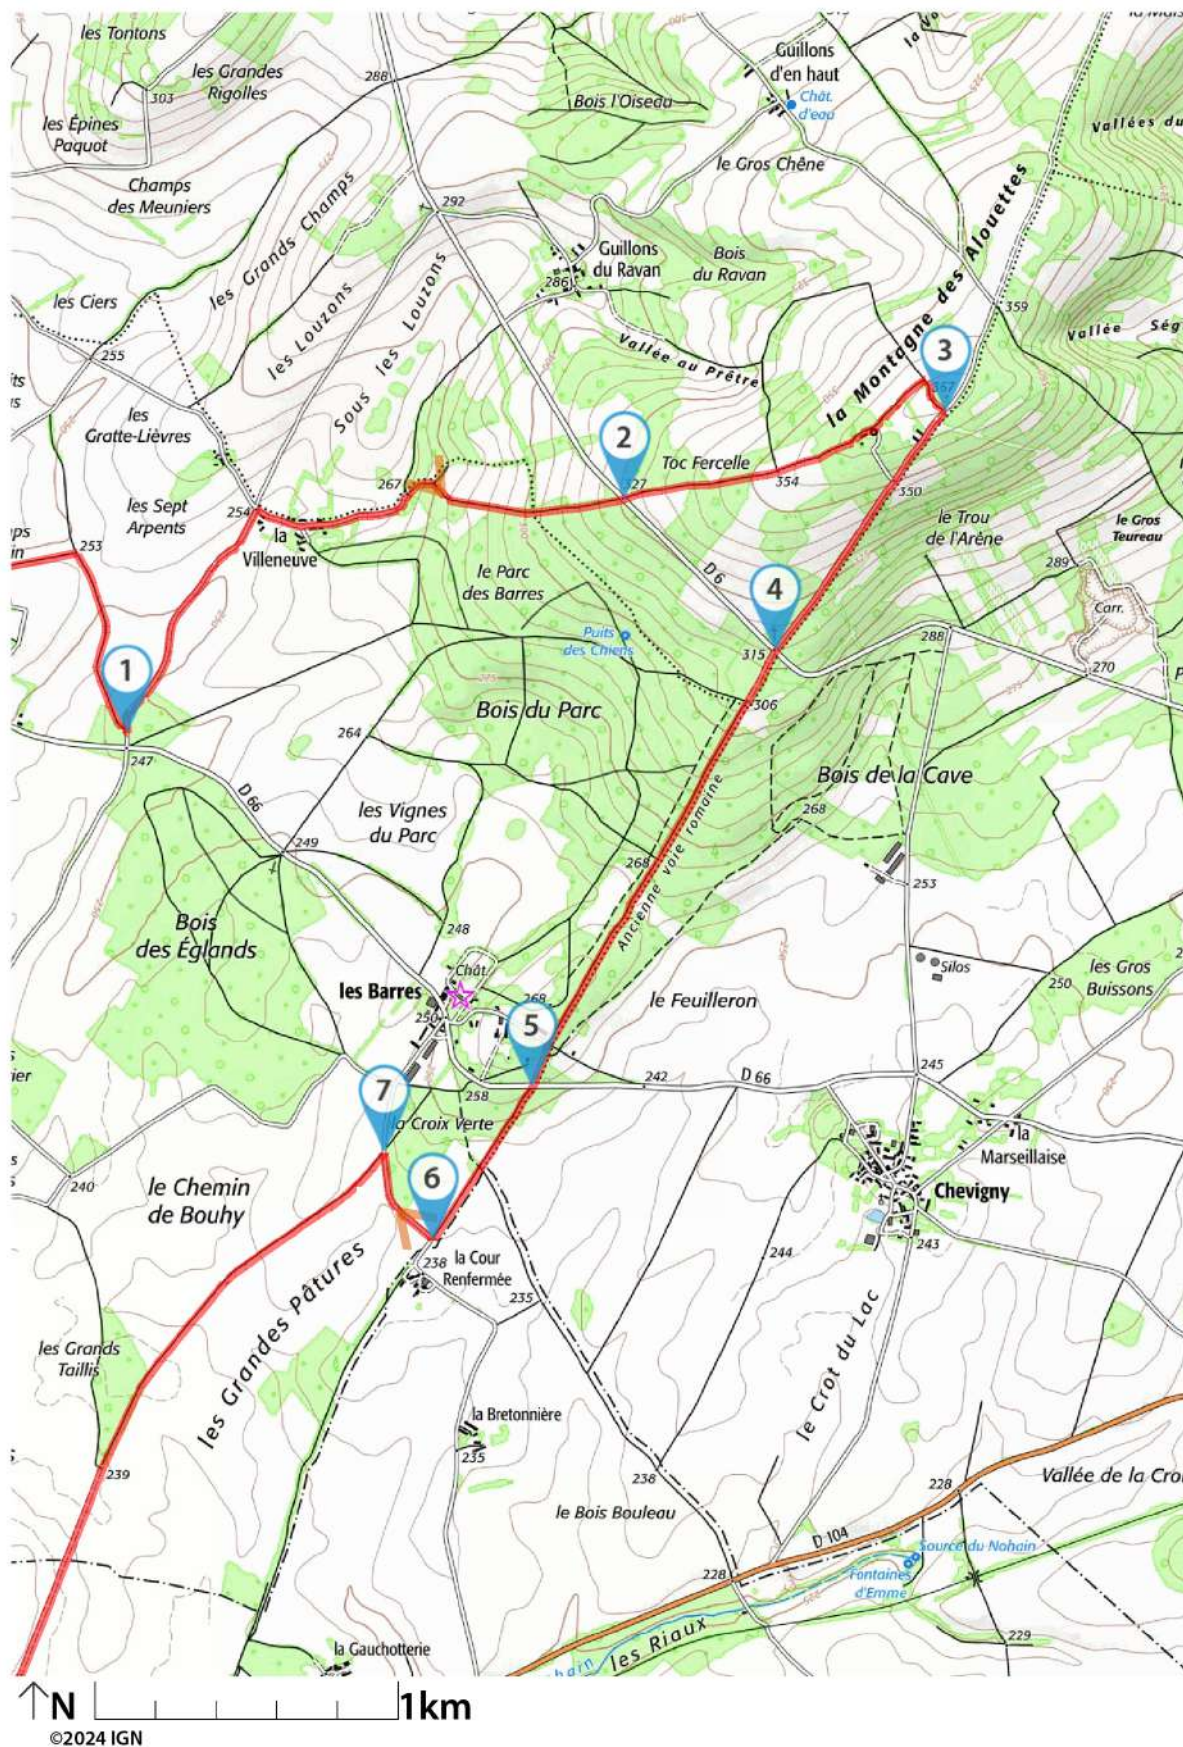 les Tontons
les Grandes
Rigolles
303
288
les Épines
Paquot
Bois l'Oiseau
Guillons
d'en haut
Chât.
d'eau
Vallées du
le Gros Chêne
Champs
des Meuniers
275
292
les Grands Champs
Guillons
du Ravan
286
Bois
du Ravan
la Montagne des Alouettes
359
les Ciers
255
les Louzons
Sous les Louzons
Vallée au Prêtre
Vallée Ség
3
367
les
Gratte-Lièvres
250
2
327
Toc Fercelle
354
350
267
les Sept
Arpents
254
la
Villeneuve
253
le Trou
de l'Arène
le Gros
Teureau
289
Carr.
le Parc
des Barres
D 6
4
315
288
270
Puits
des Chiens
275
1
247
264
Bois du Parc
306
Bois de la Cave
268
D 66
249
les Vignes
du Parc
268
Ancienne voie romaine
253
Bois
des Églands
248
Silos
250
les Gros
Buissons
Chât.
les Barres
250
268
5
le Feuilleron
7
258
242
D 66
245
la Croix Verte
la
Marseillaise
6
240
le Chemin
de Bouhy
Chevigny
243
244
238
la Cour
Renfermée
235
les Grandes Pâtures
les Grands
Taillis
le Crot du Lac
la Bretonnière
235
239
238
228
Vallée de la Croi
le Bois Bouleau
D 104
Source du Nohain
Fontaines
d'Emme
228
229
la Gauchotterie
les Riaux
N
1km
©2024 IGN